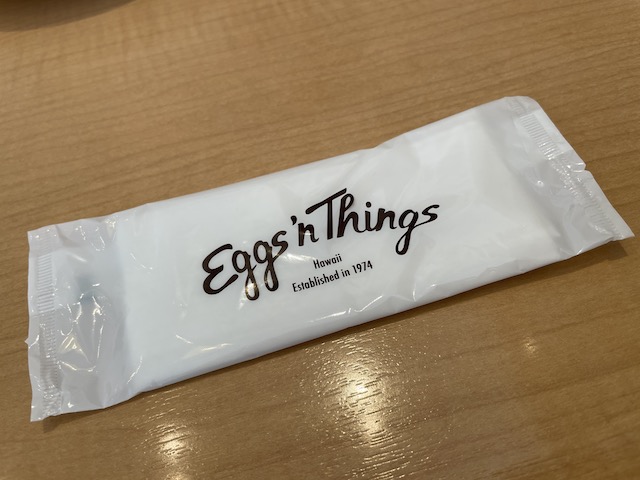 Eggs 'n Things
Hawaii
Established in 1974